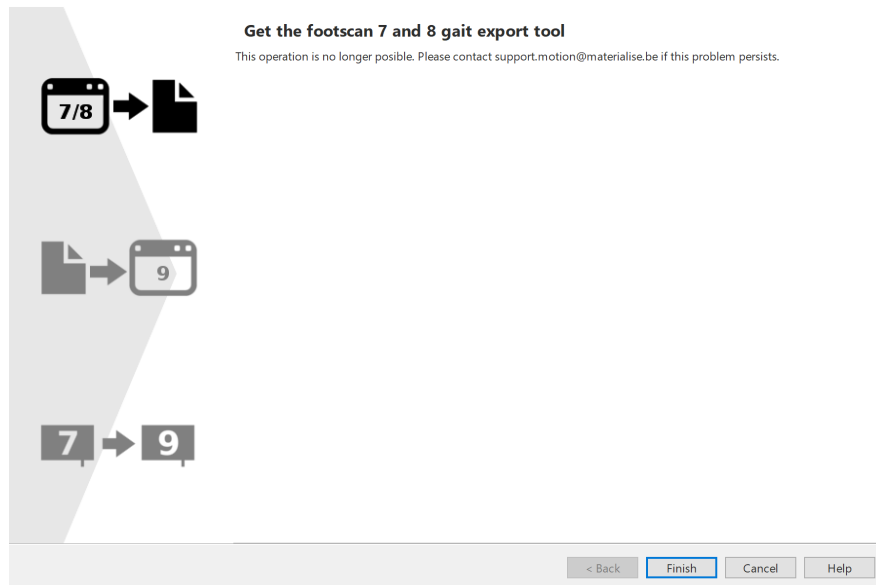 Get the footscan 7 and 8 gait export tool
This operation is no longer posible. Please contact support.motion@materialise.be if this problem persists.
7/8
9
7 9
< Back Finish Cancel Help